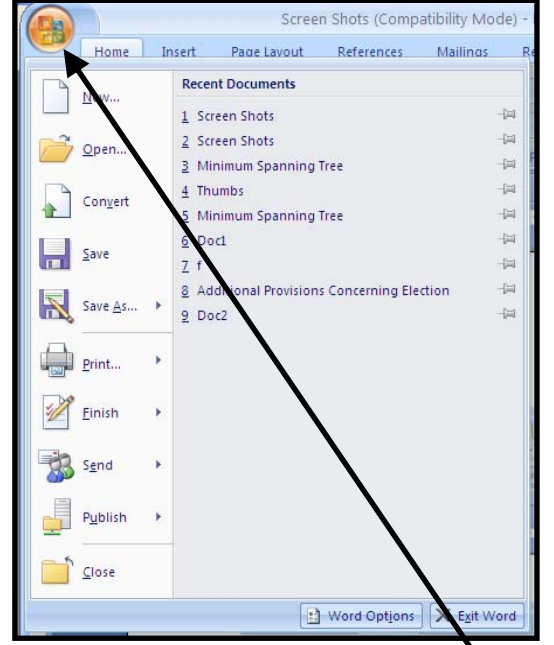 Screen Shots (Compatibility Mode) -
Home Insert Page Layout References Mailings Re
New...
Open...
Convert
Save
Save As...
Print...
Finish
Send
Publish
Close
Recent Documents
1 Screen Shots
2 Screen Shots
3 Minimum Spanning Tree
4 Thumbs
5 Minimum Spanning Tree
6 Doc1
7 f
8 Additional Provisions Concerning Election
9 Doc2
Word Options Exit Word